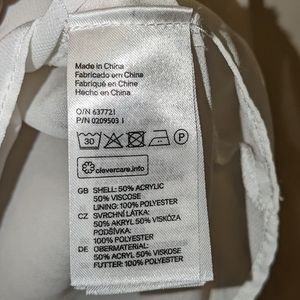 Made in China
Fabricado em China
Fabriqué en Chine
Hecho en China
O/N 637721
P/N 0209503 1
30
P
clevercare.info
GB SHELL: 50% ACRYLIC
50% VISCOSE
LINING: 100% POLYESTER
CZ SVRCHNÍ LÁTKA:
50% AKRYL 50% VISKÓZA
PODŠÍVKA:
100% POLYESTER
DE OBERMATERIAL:
50% ACRYL 50% VISKOSE
FUTTER: 100% POLYESTER